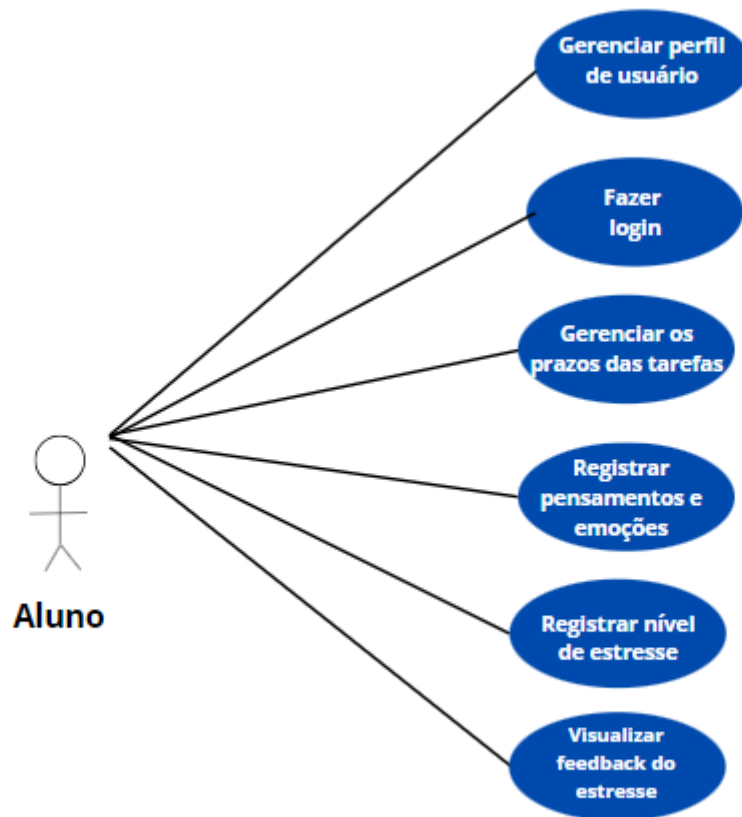 Gerenciar perfil
de usuário
Fazer
login
Gerenciar os
prazos das tarefas
Registrar
pensamentos e
emoções
Aluno
Registrar nível
de estresse
Visualizar
feedback do
estresse